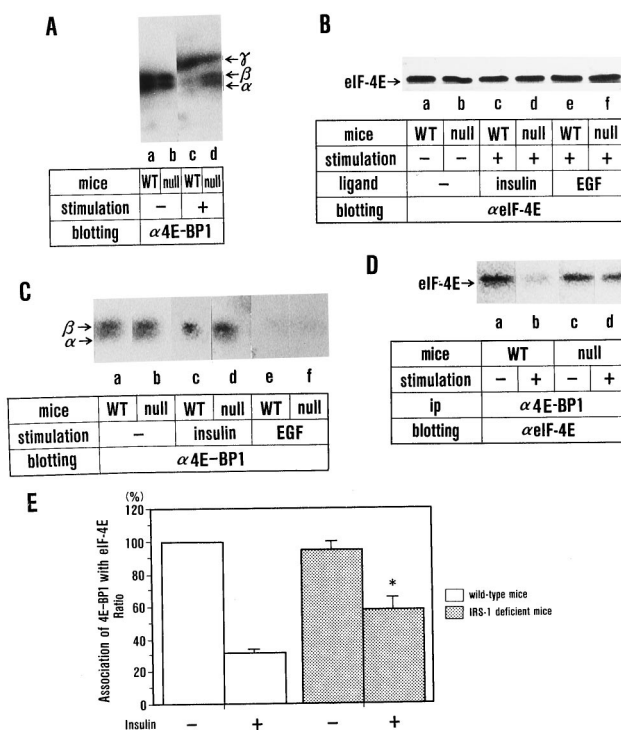 A
←γ
←β
←α
a b c d
mice WT null WT null
stimulation − +
blotting α4E-BP1
B
eIF-4E→
a b c d e f
mice WT null WT null WT null
stimulation − − + + + +
ligand − insulin EGF
blotting αeIF-4E
C
β→
α→
a b c d e f
mice WT null WT null WT null
stimulation − insulin EGF
blotting α4E-BP1
D
eIF-4E→
a b c d
mice WT null
stimulation − + − +
ip α4E-BP1
blotting αeIF-4E
E
(%)
120
100
80
60
40
20
0
Association of 4E-BP1 with eIF-4E
Ratio
*
wild-type mice
IRS-1 deficient mice
Insulin − + − +